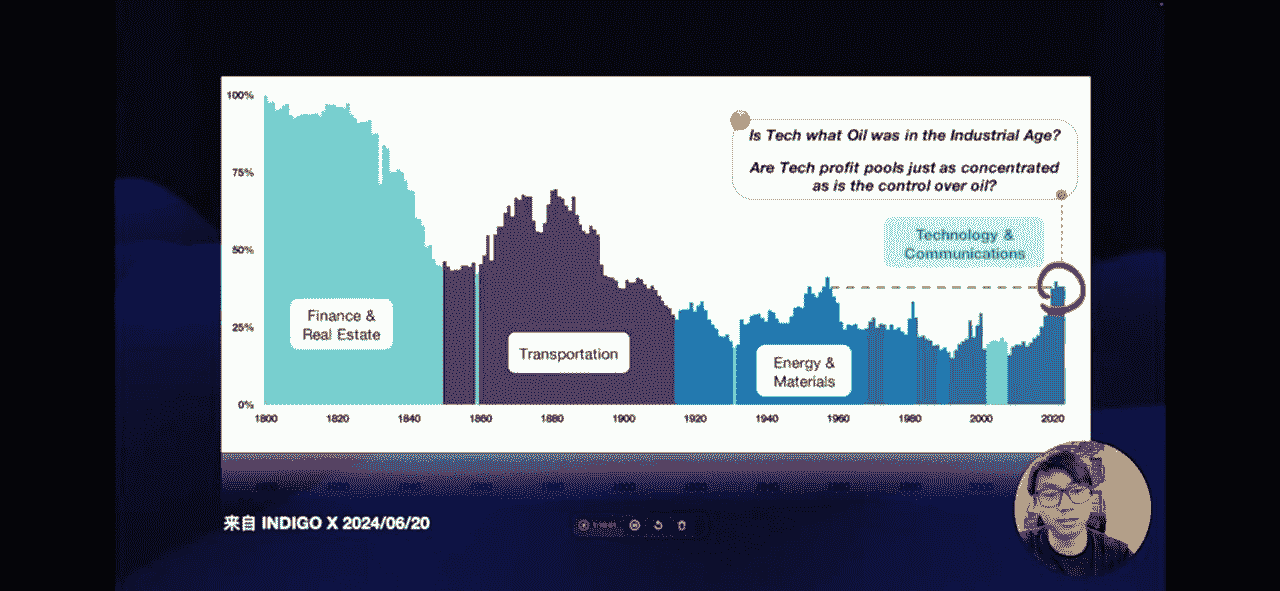 100%
75%
50%
25%
0%
Is Tech what Oil was in the Industrial Age?
Are Tech profit pools just as concentrated
as is the control over oil?
Technology &
Communications
Finance &
Real Estate
Transportation
Energy &
Materials
1800 1820 1840 1860 1880 1900 1920 1940 1960 1980 2000 2020
来自 INDIGO X 2024/06/20